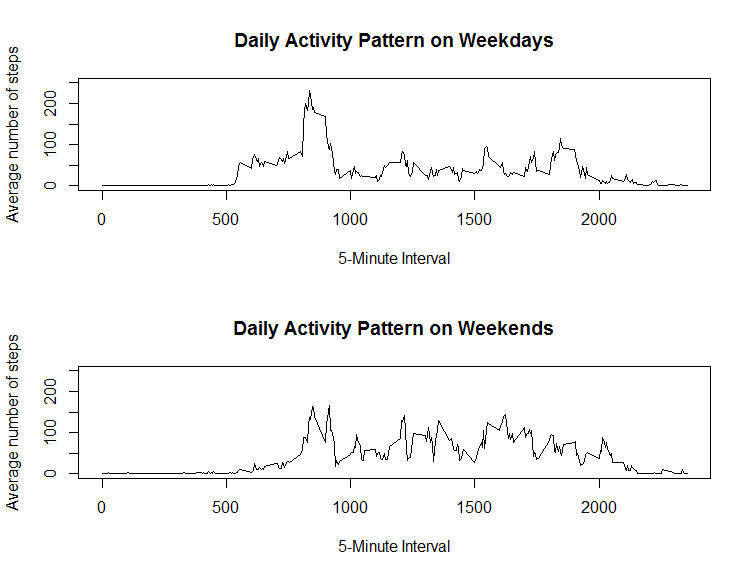 Daily Activity Pattern on Weekdays
Average number of steps
0 100 200
0 500 1000 1500 2000
5-Minute Interval
Daily Activity Pattern on Weekends
Average number of steps
0 100 200
0 500 1000 1500 2000
5-Minute Interval